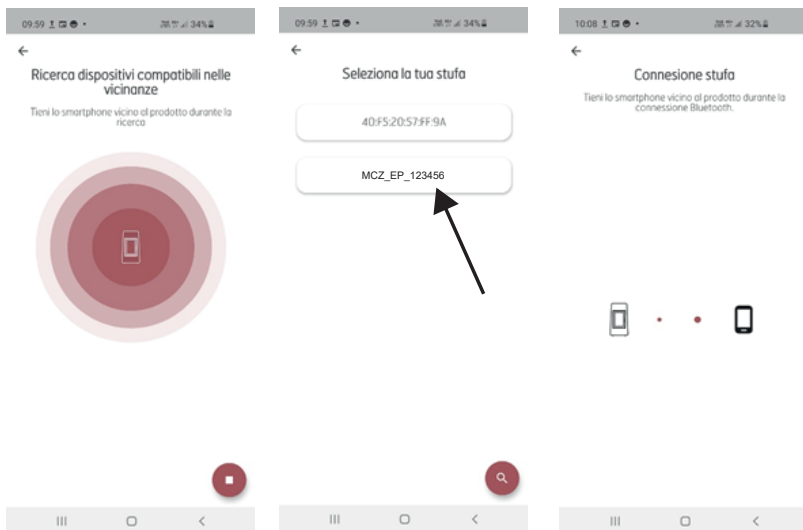 09:59
34%
Ricerca dispositivi compatibili nelle
vicinanze
Tieni lo smartphone vicino al prodotto durante la
ricerca
09:59
34%
Seleziona la tua stufa
40:F5:20:57:FF:9A
MCZ_EP_123456
10:08
32%
Connesione stufa
Tieni lo smartphone vicino al prodotto durante la
connessione Bluetooth.